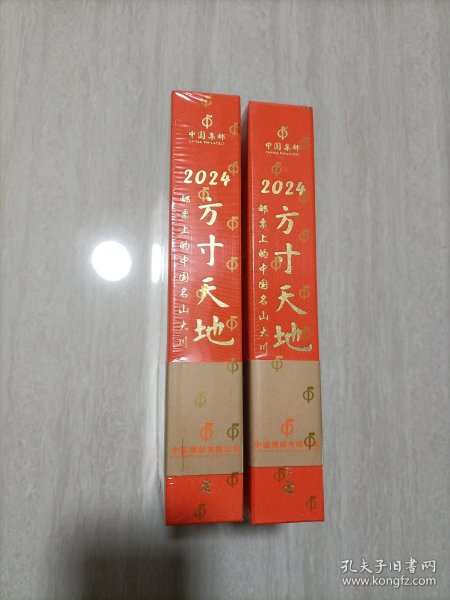 中国集邮
CHINA PHILATELY
2024
方寸天地
邮票上的中国名山大川
中国集邮有限公司
中国集邮
CHINA PHILATELY
2024
方寸天地
邮票上的中国名山大川
中国集邮有限公司
孔夫子旧书网
www.kongfz.com